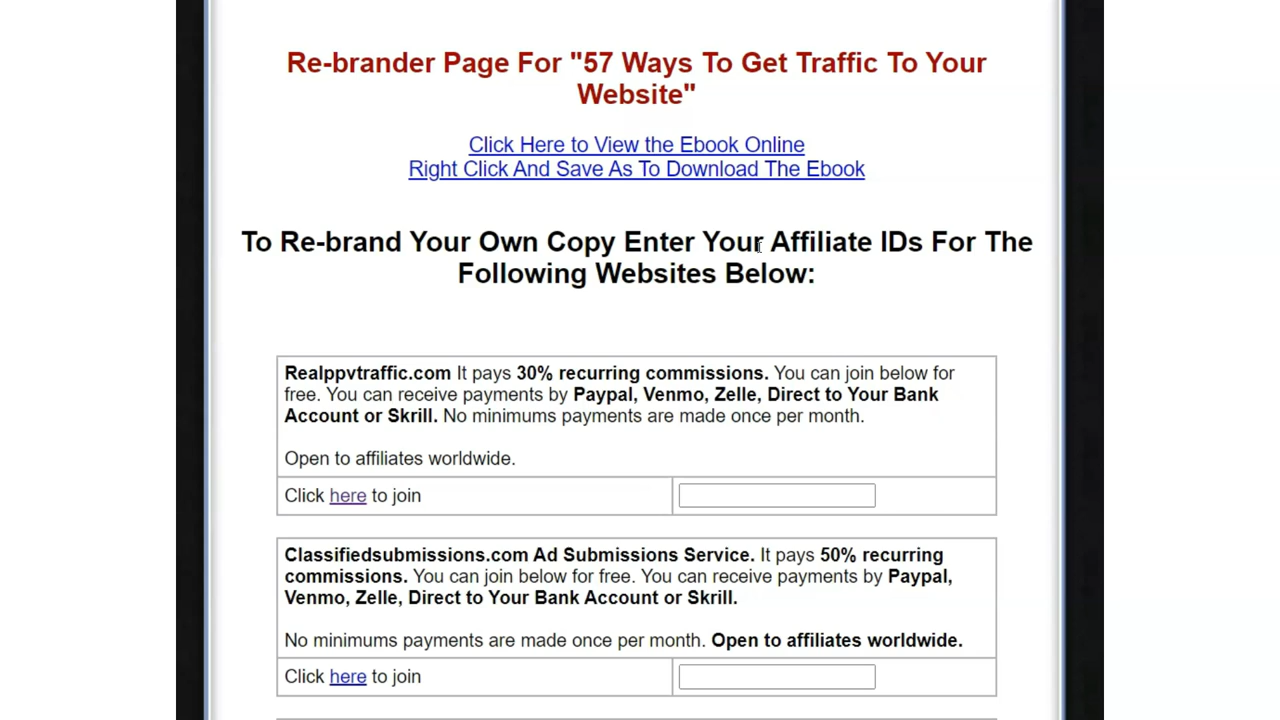 Re-brander Page For "57 Ways To Get Traffic To Your
Website"
Click Here to View the Ebook Online
Right Click And Save As To Download The Ebook
To Re-brand Your Own Copy Enter Your Affiliate IDs For The
Following Websites Below:
Realppvtraffic.com It pays 30% recurring commissions. You can join below for
free. You can receive payments by Paypal, Venmo, Zelle, Direct to Your Bank
Account or Skrill. No minimums payments are made once per month.
Open to affiliates worldwide.
Click here to join
Classifiedsubmissions.com Ad Submissions Service. It pays 50% recurring
commissions. You can join below for free. You can receive payments by Paypal,
Venmo, Zelle, Direct to Your Bank Account or Skrill.
No minimums payments are made once per month. Open to affiliates worldwide.
Click here to join